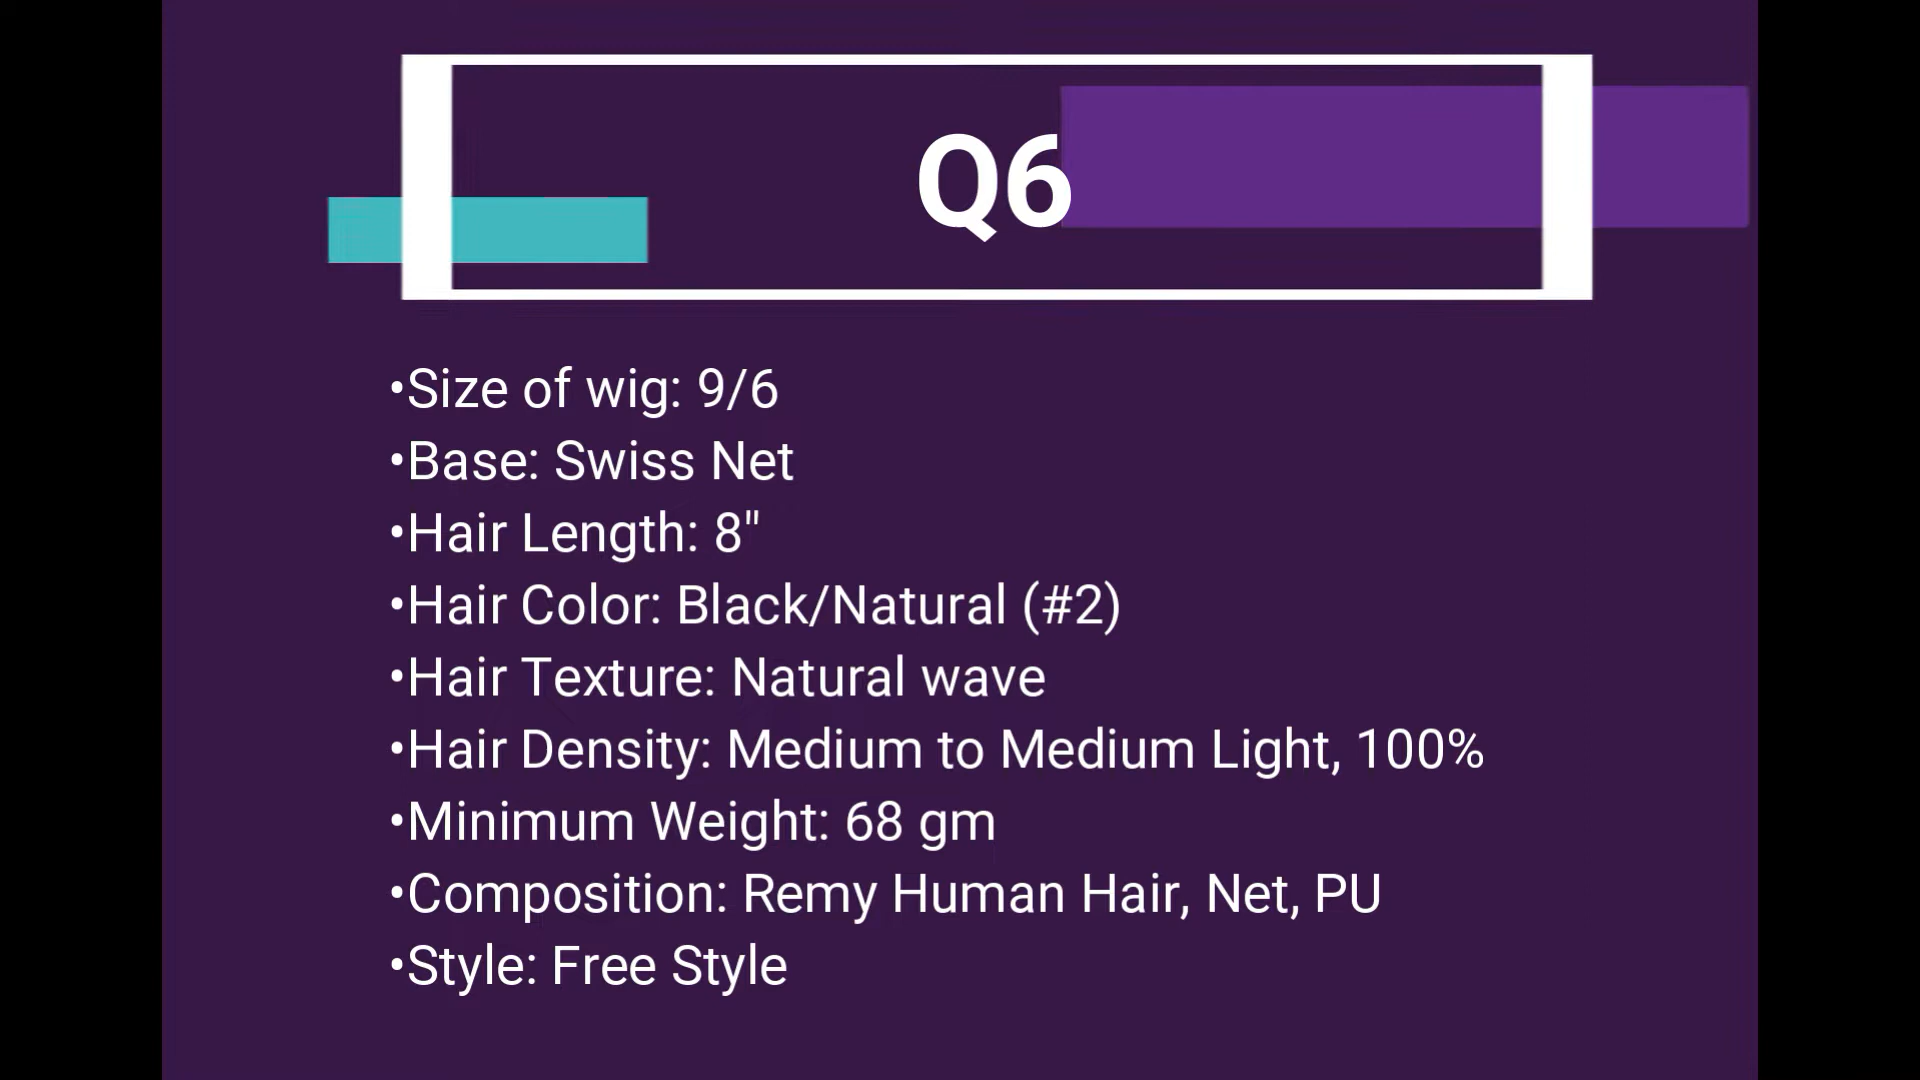 Q6
•Size of wig: 9/6
•Base: Swiss Net
•Hair Length: 8"
•Hair Color: Black/Natural (#2)
•Hair Texture: Natural wave
•Hair Density: Medium to Medium Light, 100%
•Minimum Weight: 68 gm
•Composition: Remy Human Hair, Net, PU
•Style: Free Style